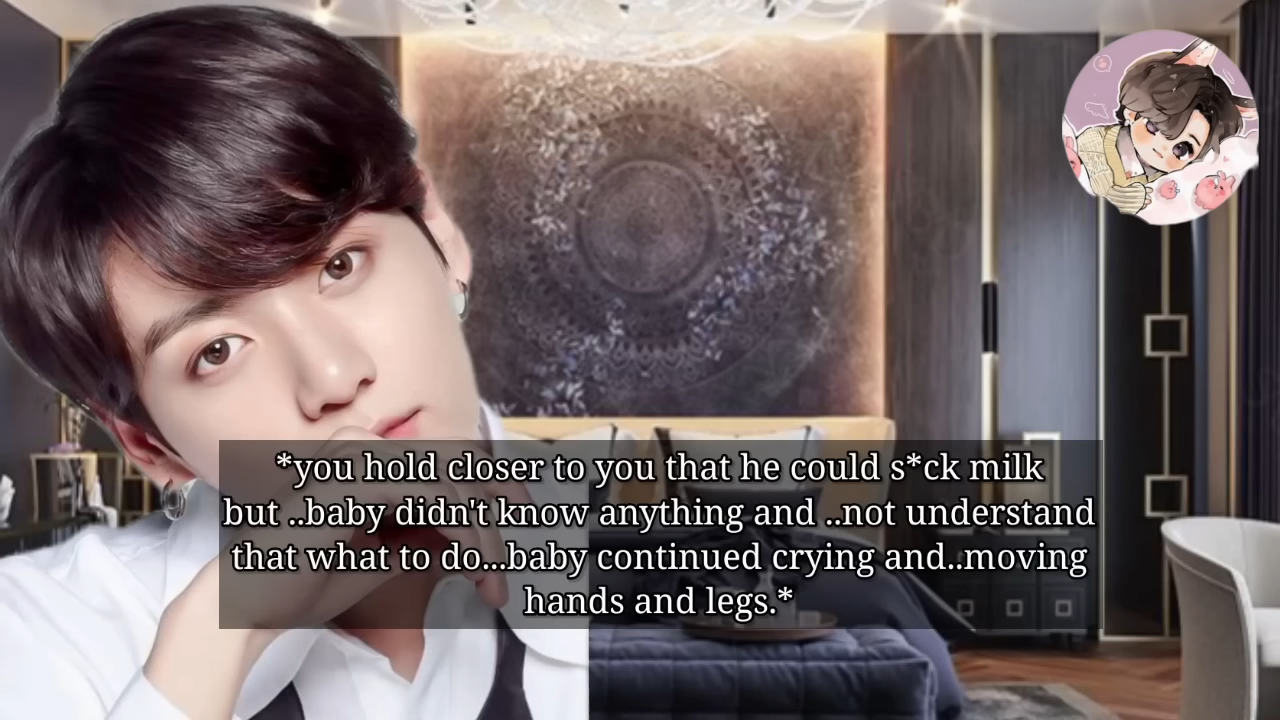 *you hold closer to you that he could s*ck milk
but ..baby didn't know anything and ..not understand
that what to do...baby continued crying and..moving
hands and legs.*